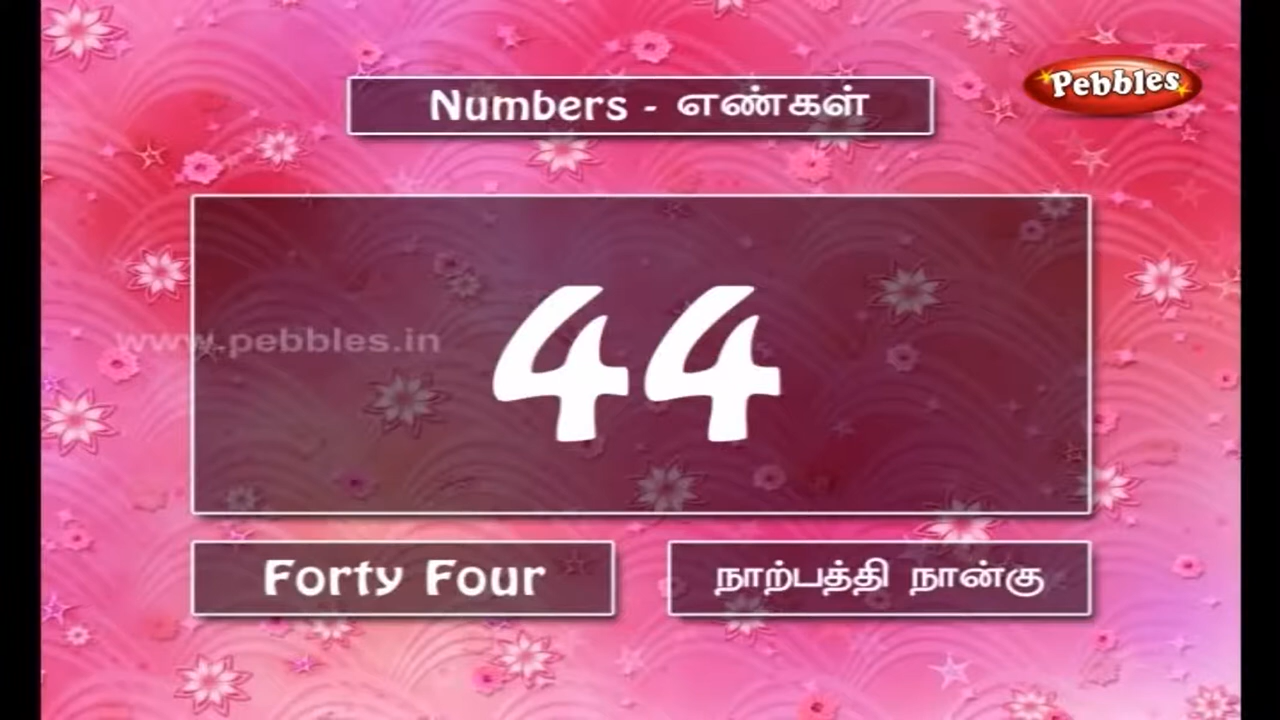 Numbers - எண்கள்
Pebbles
www.pebbles.in
44
Forty Four
நாற்பத்தி நான்கு